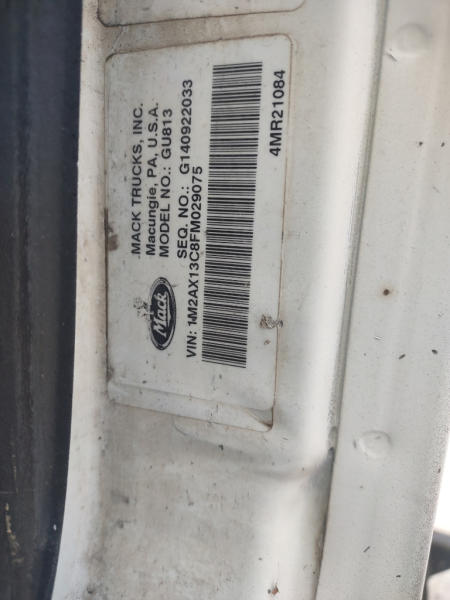 MACK TRUCKS, INC.
Macungie, PA, U.S.A.
MODEL NO.: GU813
SEQ. NO.: G140922033
Mack
VIN: 1M2AX13C8FM029075
4MR21084